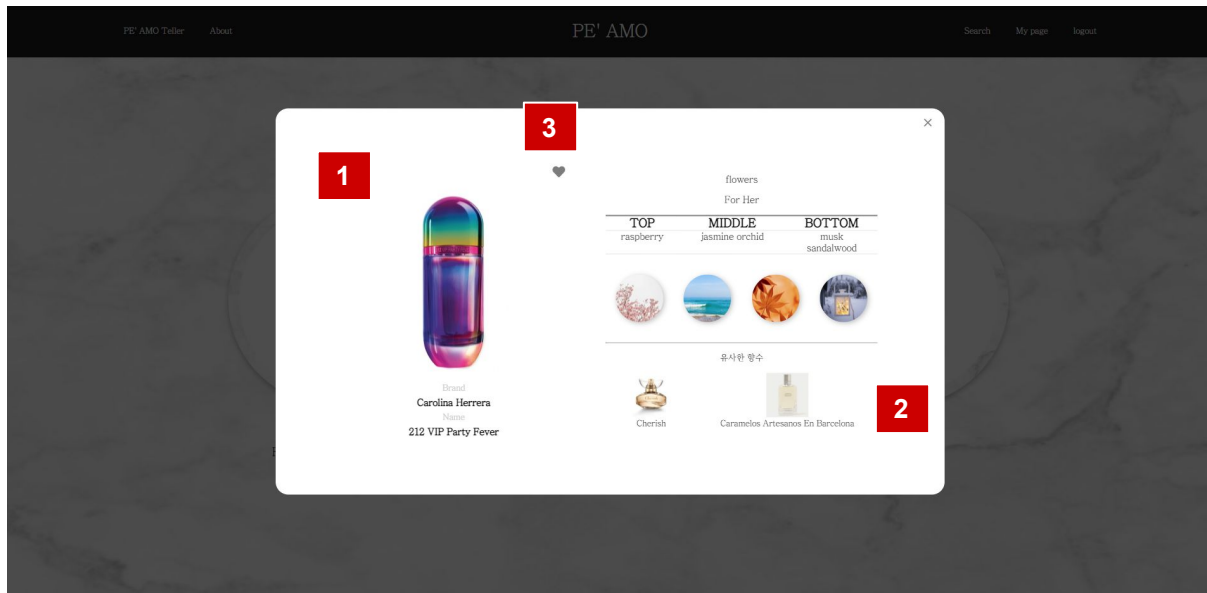 PE' AMO Teller About PE' AMO Search My page logout
3
1
flowers
For Her
TOP MIDDLE BOTTOM
raspberry jasmine orchid musk
sandalwood
유사한 향수
Brand
Carolina Herrera
Name
212 VIP Party Fever
Cherish Caramelos Artesanos En Barcelona
2